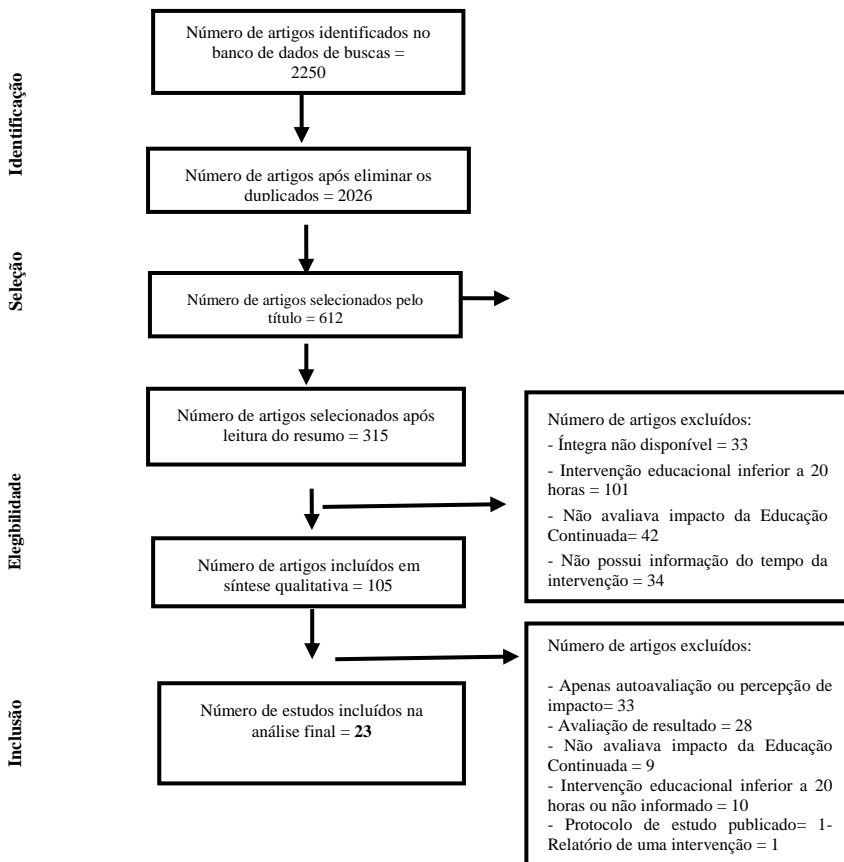 Identificação
Número de artigos identificados no
banco de dados de buscas =
2250
Número de artigos após eliminar os
duplicados = 2026
Seleção
Número de artigos selecionados pelo
título = 612
Elegibilidade
Número de artigos selecionados após
leitura do resumo = 315
Número de artigos excluídos:
- Íntegra não disponível = 33
- Intervenção educacional inferior a 20
horas = 101
- Não avaliava impacto da Educação
Continuada= 42
- Não possui informação do tempo da
intervenção = 34
Número de artigos incluídos em
síntese qualitativa = 105
Inclusão
Número de estudos incluídos na
análise final = 23
Número de artigos excluídos:
- Apenas autoavaliação ou percepção de
impacto= 33
- Avaliação de resultado = 28
- Não avaliava impacto da Educação
Continuada = 9
- Intervenção educacional inferior a 20
horas ou não informado = 10
- Protocolo de estudo publicado= 1-
Relatório de uma intervenção = 1